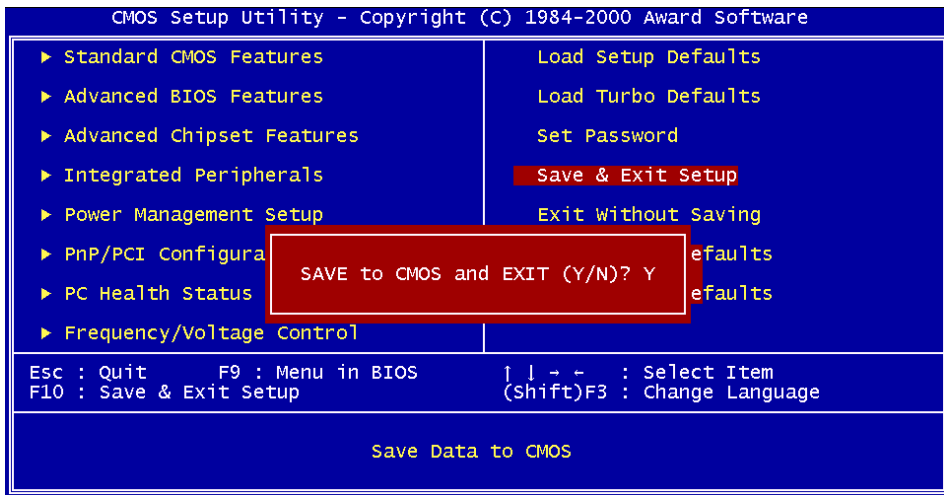 CMOS Setup Utility - Copyright (C) 1984-2000 Award Software
▶ Standard CMOS Features
▶ Advanced BIOS Features
▶ Advanced Chipset Features
▶ Integrated Peripherals
▶ Power Management Setup
▶ PnP/PCI Configura
▶ PC Health Status
▶ Frequency/Voltage Control
Load Setup Defaults
Load Turbo Defaults
Set Password
Save & Exit Setup
Exit Without Saving
efaults
efaults
SAVE to CMOS and EXIT (Y/N)? Y
Esc : Quit F9 : Menu in BIOS ↑ ↓ → ← : Select Item
F10 : Save & Exit Setup (Shift)F3 : Change Language
Save Data to CMOS